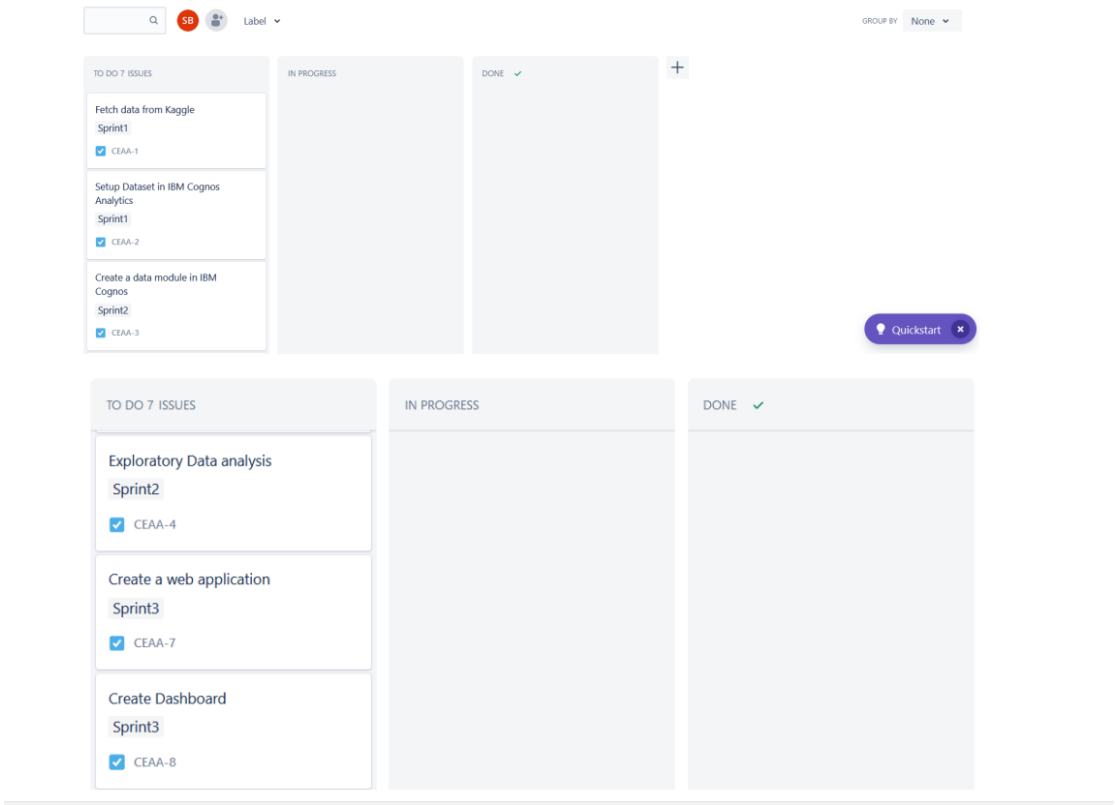 SB
Label
GROUP BY None
TO DO 7 ISSUES
IN PROGRESS
DONE
Fetch data from Kaggle
Sprint1
CEAA-1
Setup Dataset in IBM Cognos
Analytics
Sprint1
CEAA-2
Create a data module in IBM
Cognos
Sprint2
CEAA-3
Quickstart
TO DO 7 ISSUES
IN PROGRESS
DONE
Exploratory Data analysis
Sprint2
CEAA-4
Create a web application
Sprint3
CEAA-7
Create Dashboard
Sprint3
CEAA-8